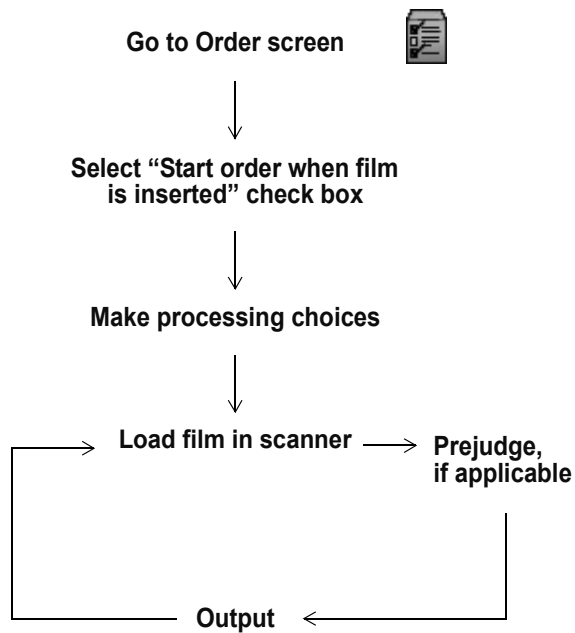 Go to Order screen
Select “Start order when film
is inserted” check box
Make processing choices
Load film in scanner
Prejudge,
if applicable
Output